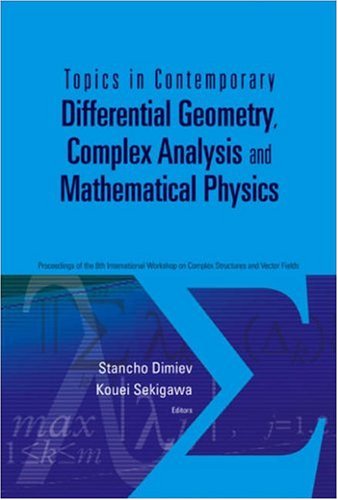 Topics in Contemporary
Differential Geometry,
Complex Analysis and
Mathematical Physics
Proceedings of the 8th International Workshop on Complex Structures and Vector Fields
Stancho Dimiev
Kouei Sekigawa
Editors
Σ
max
1≤k≤m
j=1,